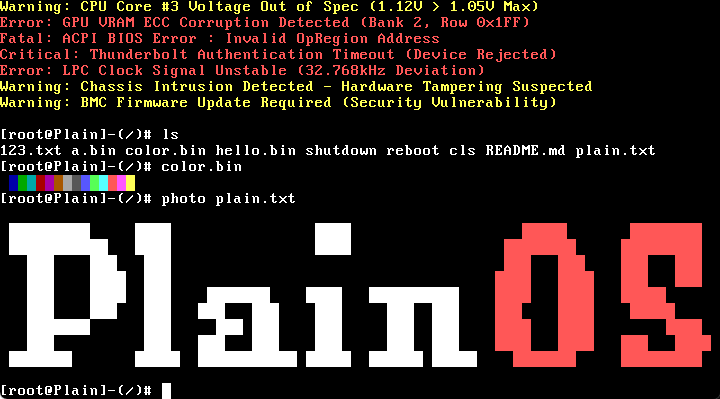 Warning: CPU Core #3 Voltage Out of Spec (1.12V > 1.05V Max)
Error: GPU VRAM ECC Corruption Detected (Bank 2, Row 0x1FF)
Fatal: ACPI BIOS Error : Invalid OpRegion Address
Critical: Thunderbolt Authentication Timeout (Device Rejected)
Error: LPC Clock Signal Unstable (32.768kHz Deviation)
Warning: Chassis Intrusion Detected - Hardware Tampering Suspected
Warning: BMC Firmware Update Required (Security Vulnerability)
[root@Plain]-(/)# ls
123.txt a.bin color.bin hello.bin shutdown reboot cls README.md plain.txt
[root@Plain]-(/)# color.bin
[root@Plain]-(/)# photo plain.txt
PlainOS
[root@Plain]-(/)#